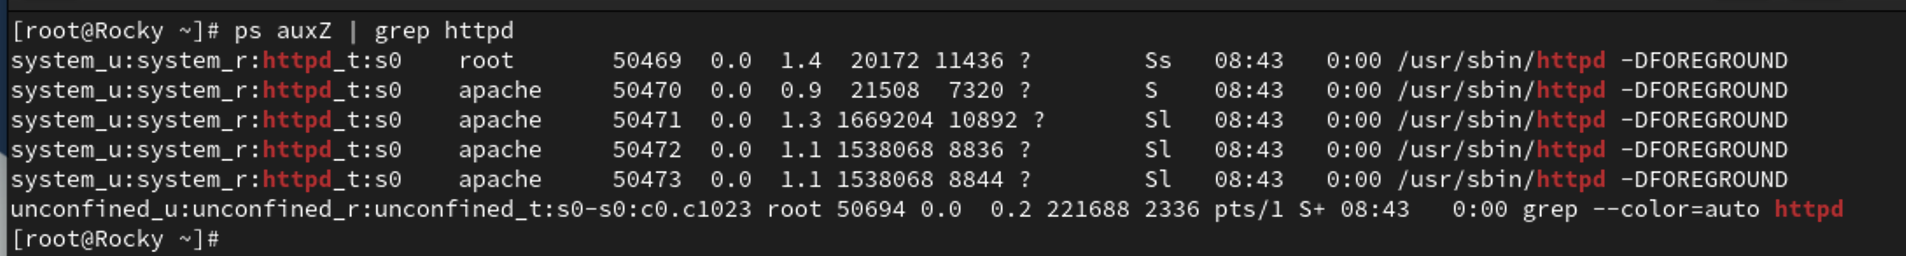 [root@Rocky ~]# ps auxZ | grep httpd
system_u:system_r:httpd_t:s0    root       50469  0.0  1.4  20172 11436 ?        Ss   08:43   0:00 /usr/sbin/httpd -DFOREGROUND
system_u:system_r:httpd_t:s0    apache     50470  0.0  0.9  21508  7320 ?        S    08:43   0:00 /usr/sbin/httpd -DFOREGROUND
system_u:system_r:httpd_t:s0    apache     50471  0.0  1.3 1669204 10892 ?       Sl   08:43   0:00 /usr/sbin/httpd -DFOREGROUND
system_u:system_r:httpd_t:s0    apache     50472  0.0  1.1 1538068 8836 ?        Sl   08:43   0:00 /usr/sbin/httpd -DFOREGROUND
system_u:system_r:httpd_t:s0    apache     50473  0.0  1.1 1538068 8844 ?        Sl   08:43   0:00 /usr/sbin/httpd -DFOREGROUND
unconfined_u:unconfined_r:unconfined_t:s0-s0:c0.c1023 root 50694 0.0  0.2 221688 2336 pts/1 S+ 08:43   0:00 grep --color=auto httpd
[root@Rocky ~]#